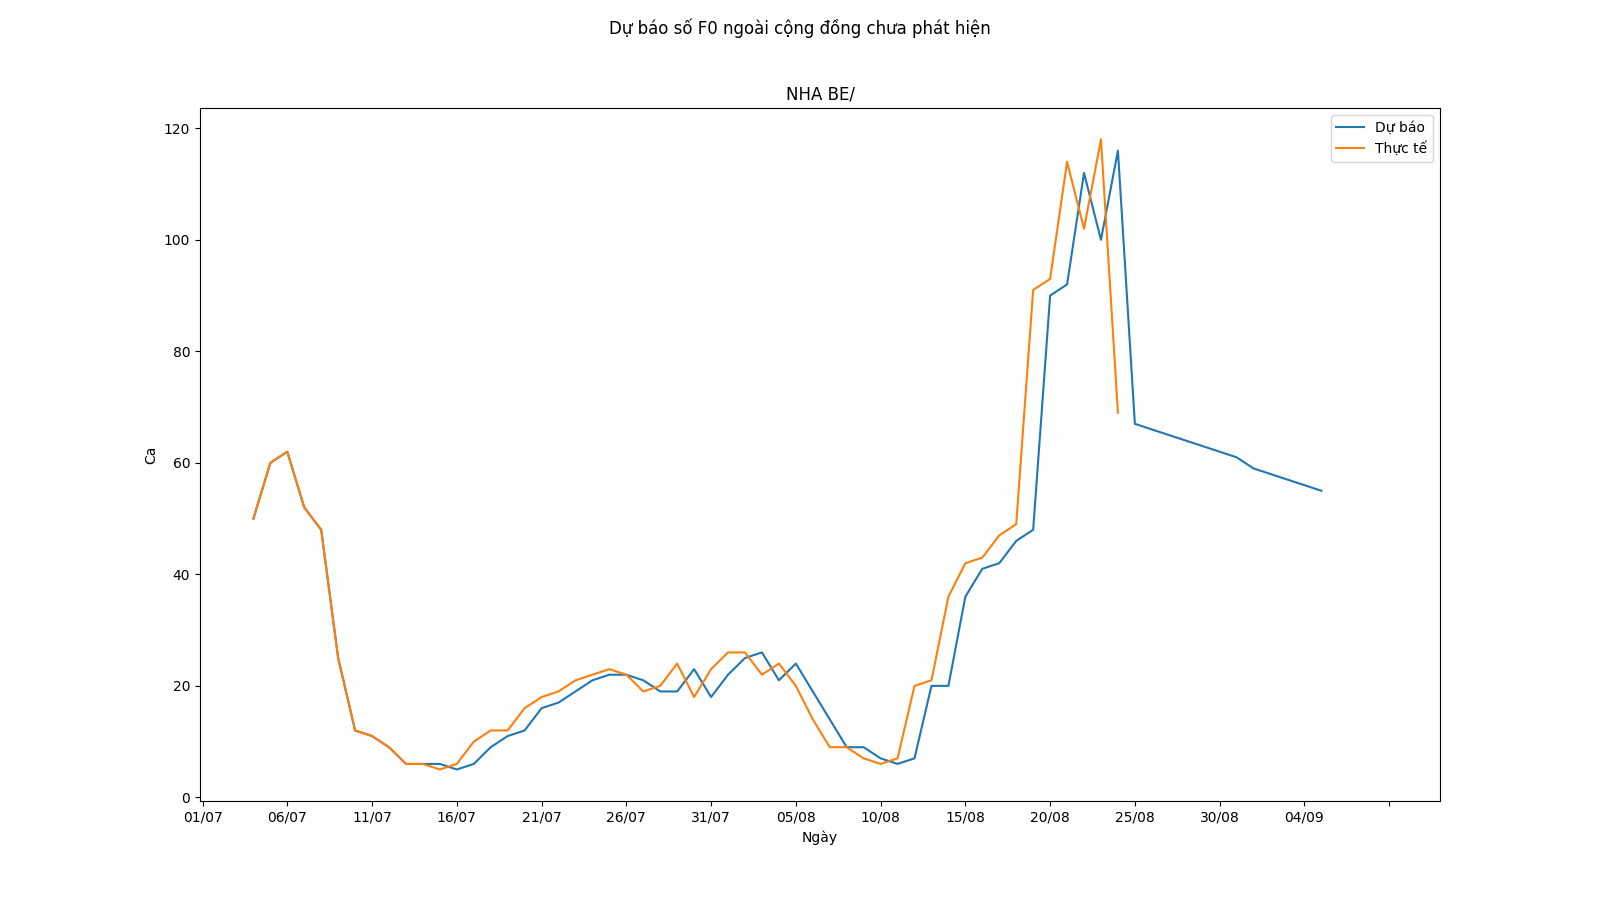 Dự báo số F0 ngoài cộng đồng chưa phát hiện
NHA BE/
Dự báo
Thực tế
120
100
80
60
40
20
0
Ca
01/07 06/07 11/07 16/07 21/07 26/07 31/07 05/08 10/08 15/08 20/08 25/08 30/08 04/09
Ngày